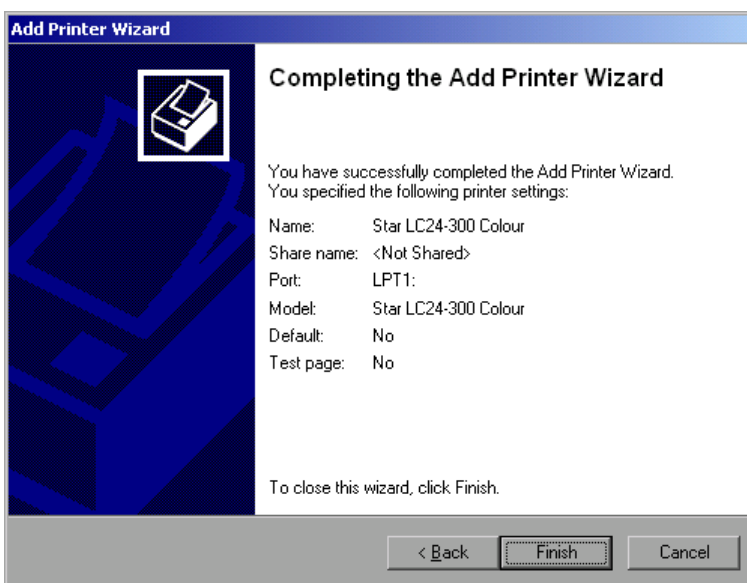 Add Printer Wizard
Completing the Add Printer Wizard
You have successfully completed the Add Printer Wizard.
You specified the following printer settings:
Name: Star LC24-300 Colour
Share name: <Not Shared>
Port: LPT1:
Model: Star LC24-300 Colour
Default: No
Test page: No
To close this wizard, click Finish.
< Back Finish Cancel